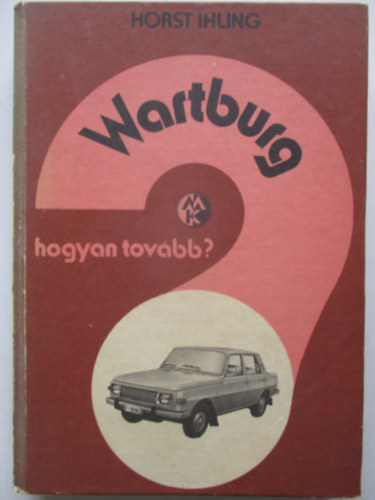 HORST IHLING
Wartburg
MK
hogyan tovább?